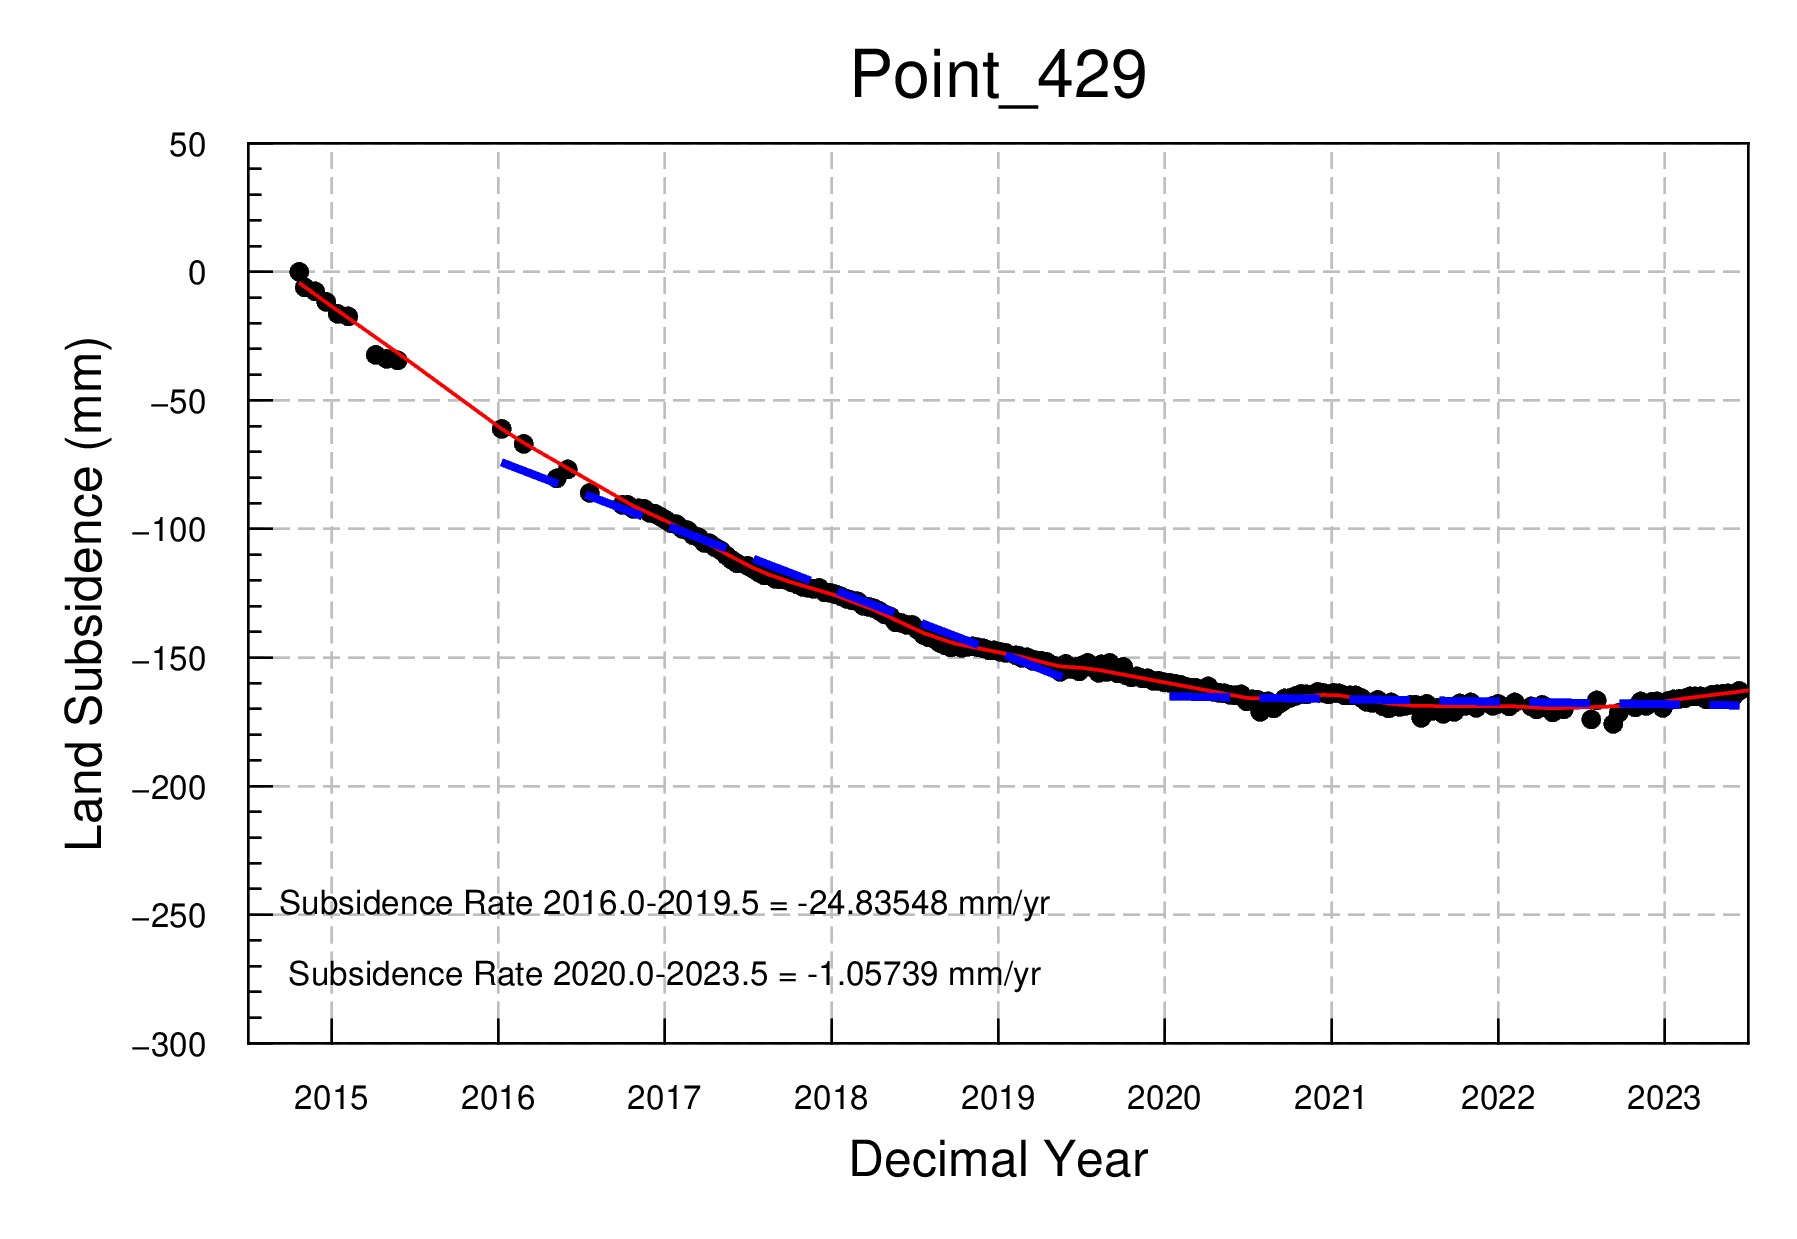 Point_429
50
0
−50
−100
−150
−200
−250
−300
Land Subsidence (mm)
Subsidence Rate 2016.0-2019.5 = -24.83548 mm/yr
Subsidence Rate 2020.0-2023.5 = -1.05739 mm/yr
2015 2016 2017 2018 2019 2020 2021 2022 2023
Decimal Year